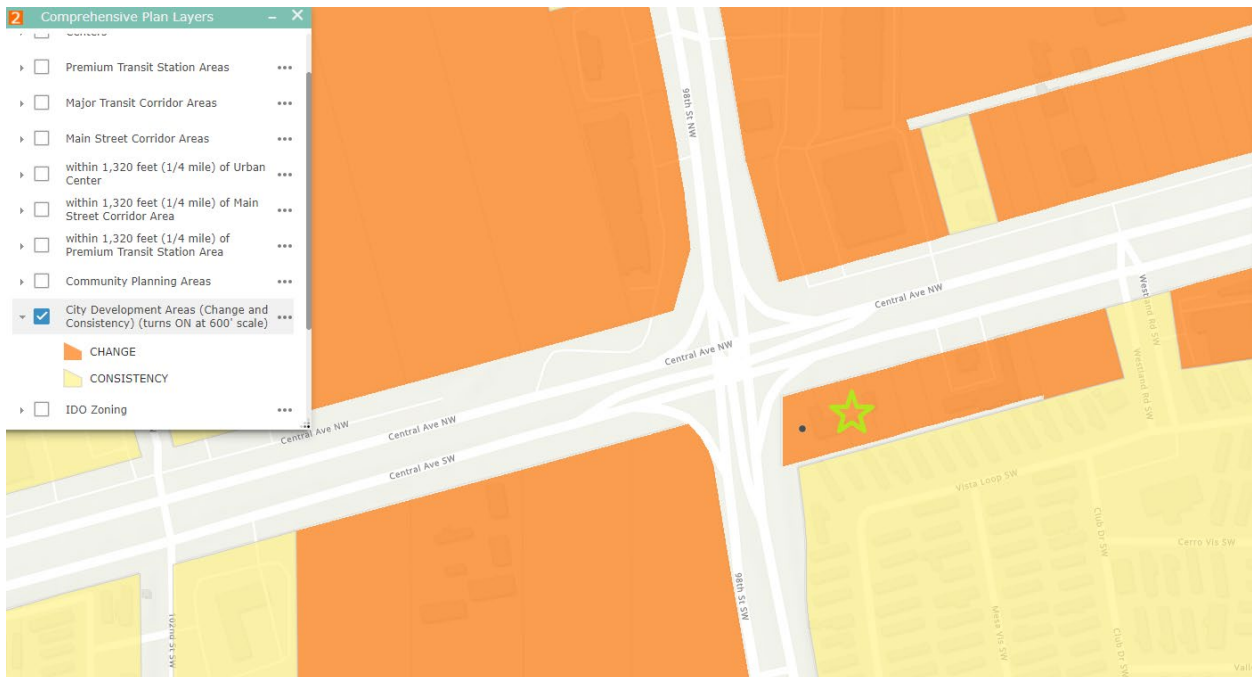 2 Comprehensive Plan Layers
Centers
Premium Transit Station Areas
Major Transit Corridor Areas
Main Street Corridor Areas
within 1,320 feet (1/4 mile) of Urban
Center
within 1,320 feet (1/4 mile) of Main
Street Corridor Area
within 1,320 feet (1/4 mile) of
Premium Transit Station Area
Community Planning Areas
City Development Areas (Change and
Consistency) (turns ON at 600' scale)
CHANGE
CONSISTENCY
IDO Zoning
98th St NW
Central Ave NW
Central Ave NW
Westland Rd SW
Westland Rd SW
Central Ave NW
Central Ave NW
Central Ave SW
Vista Loop SW
Club Dr SW
Cerro Vis SW
98th St SW
102nd St SW
Mesa Vis SW
Club Dr SW